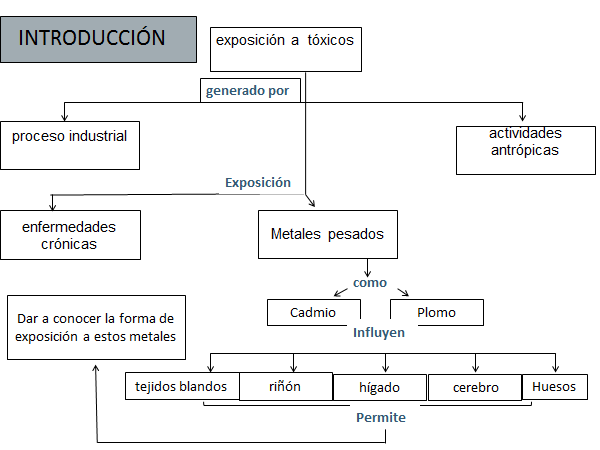 INTRODUCCIÓN
exposición a tóxicos
generado por
proceso industrial
actividades
antrópicas
Exposición
enfermedades
crónicas
Metales pesados
como
Cadmio
Plomo
Influyen
Dar a conocer la forma de
exposición a estos metales
tejidos blandos
riñón
hígado
cerebro
Huesos
Permite